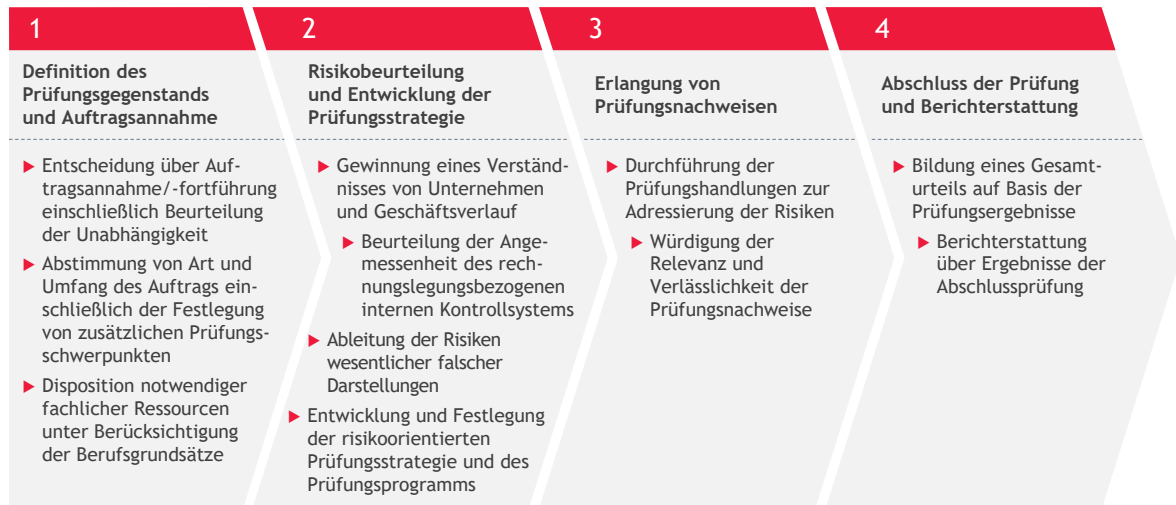 1
Definition des
Prüfungsgegenstands
und Auftragsannahme
▶ Entscheidung über Auf-
tragsannahme/-fortführung
einschließlich Beurteilung
der Unabhängigkeit
▶ Abstimmung von Art und
Umfang des Auftrags ein-
schließlich der Festlegung
von zusätzlichen Prüfungs-
schwerpunkten
▶ Disposition notwendiger
fachlicher Ressourcen
unter Berücksichtigung
der Berufsgrundsätze
2
Risikobeurteilung
und Entwicklung der
Prüfungsstrategie
▶ Gewinnung eines Verständ-
nisses von Unternehmen
und Geschäftsverlauf
▶ Beurteilung der Ange-
messenheit des rech-
nungslegungsbezogenen
internen Kontrollsystems
▶ Ableitung der Risiken
wesentlicher falscher
Darstellungen
▶ Entwicklung und Festlegung
der risikoorientierten
Prüfungsstrategie und des
Prüfungsprogramms
3
Erlangung von
Prüfungsnachweisen
▶ Durchführung der
Prüfungshandlungen zur
Adressierung der Risiken
▶ Würdigung der
Relevanz und
Verlässlichkeit der
Prüfungsnachweise
4
Abschluss der Prüfung
und Berichterstattung
▶ Bildung eines Gesamt-
urteils auf Basis der
Prüfungsergebnisse
▶ Berichterstattung
über Ergebnisse der
Abschlussprüfung